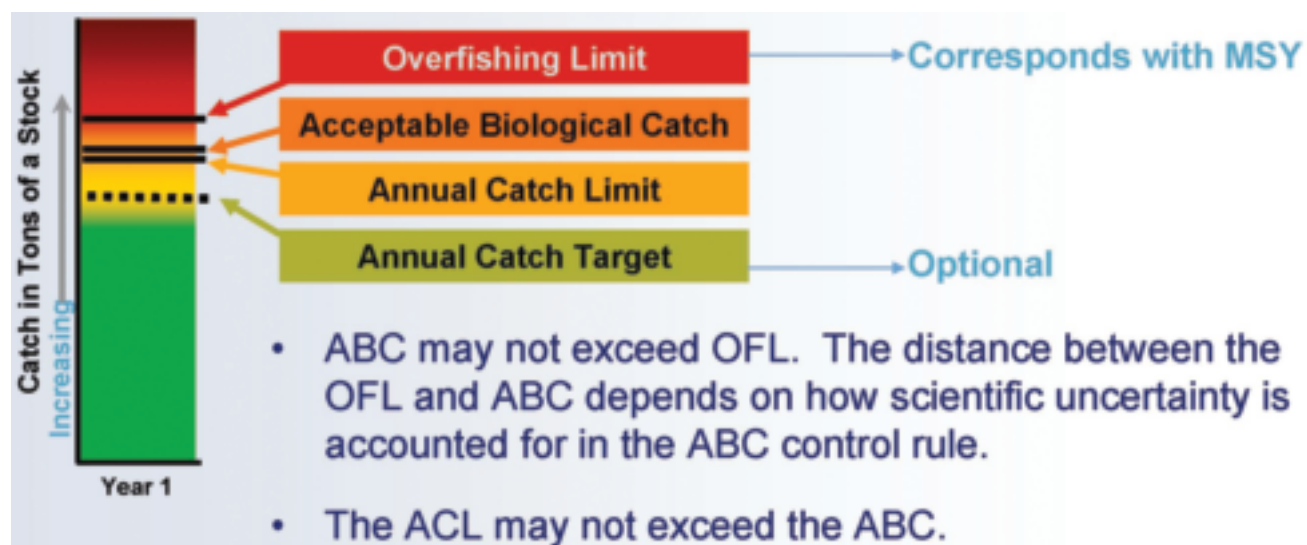 Catch in Tons of a Stock
Increasing
Year 1
Overfishing Limit
Corresponds with MSY
Acceptable Biological Catch
Annual Catch Limit
Annual Catch Target
Optional
• ABC may not exceed OFL. The distance between the
OFL and ABC depends on how scientific uncertainty is
accounted for in the ABC control rule.
• The ACL may not exceed the ABC.